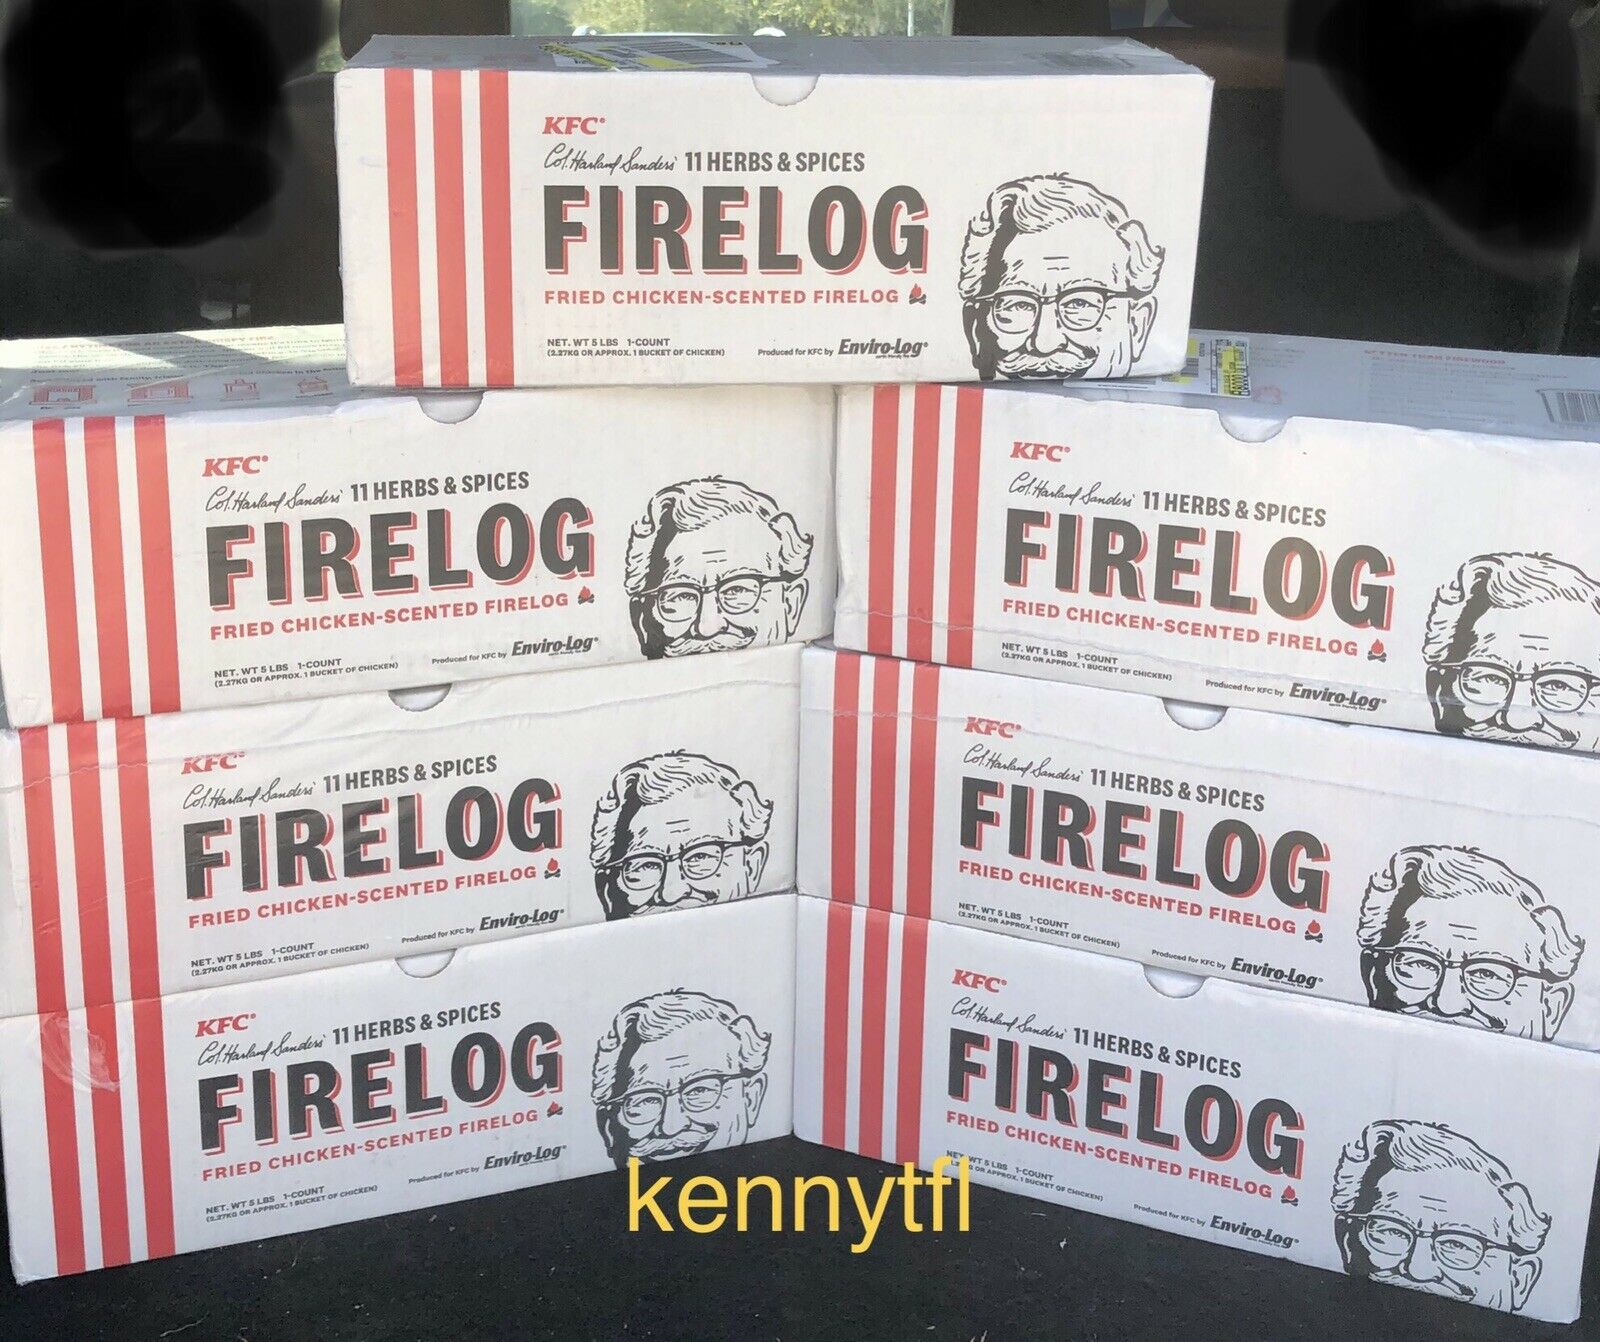 KFC®
Col. Harland Sanders' 11 HERBS & SPICES
FIRELOG
FRIED CHICKEN-SCENTED FIRELOG
NET. WT 5 LBS 1-COUNT
(2.27KG OR APPROX. 1 BUCKET OF CHICKEN)
Produced for KFC by Enviro-Log®
KFC®
Col. Harland Sanders' 11 HERBS & SPICES
FIRELOG
FRIED CHICKEN-SCENTED FIRELOG
NET. WT 5 LBS 1-COUNT
(2.27KG OR APPROX. 1 BUCKET OF CHICKEN)
Produced for KFC by Enviro-Log®
BETTER THAN FIREWOOD
KFC®
Col. Harland Sanders' 11 HERBS & SPICES
FIRELOG
FRIED CHICKEN-SCENTED FIRELOG
NET. WT 5 LBS 1-COUNT
(2.27KG OR APPROX. 1 BUCKET OF CHICKEN)
Produced for KFC by Enviro-Log®
KFC®
Col. Harland Sanders' 11 HERBS & SPICES
FIRELOG
FRIED CHICKEN-SCENTED FIRELOG
NET. WT 5 LBS 1-COUNT
(2.27KG OR APPROX. 1 BUCKET OF CHICKEN)
Produced for KFC by Enviro-Log®
KFC®
Col. Harland Sanders' 11 HERBS & SPICES
FIRELOG
FRIED CHICKEN-SCENTED FIRELOG
NET. WT 5 LBS 1-COUNT
(2.27KG OR APPROX. 1 BUCKET OF CHICKEN)
Produced for KFC by Enviro-Log®
KFC®
Col. Harland Sanders' 11 HERBS & SPICES
FIRELOG
FRIED CHICKEN-SCENTED FIRELOG
NET. WT 5 LBS 1-COUNT
(2.27KG OR APPROX. 1 BUCKET OF CHICKEN)
Produced for KFC by Enviro-Log®
KFC®
Col. Harland Sanders' 11 HERBS & SPICES
FIRELOG
FRIED CHICKEN-SCENTED FIRELOG
WT 5 LBS 1-COUNT
OR APPROX. 1 BUCKET OF CHICKEN)
Produced for KFC by Enviro-Log®
kennytfl